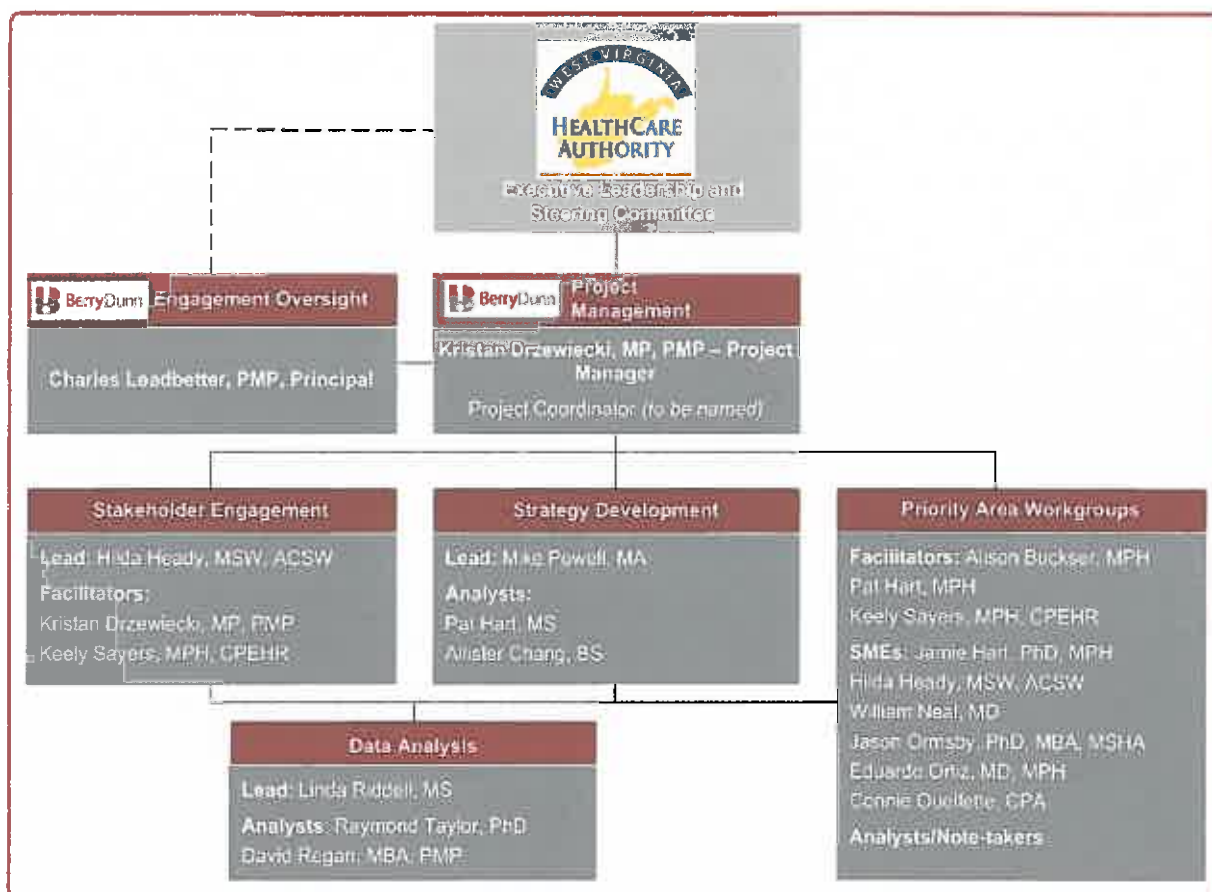 WEST VIRGINIA
HEALTHCARE
AUTHORITY
Executive Leadership and
Steering Committee
BerryDunn Engagement Oversight
Charles Leadbetter, PMP, Principal
BerryDunn Project
Management
Kristan Drzewiecki, MP, PMP – Project
Manager
Project Coordinator (to be named)
Stakeholder Engagement
Lead: Hilda Heady, MSW, ACSW
Facilitators:
Kristan Drzewiecki, MP, PMP
Keely Sayers, MPH, CPEHR
Strategy Development
Lead: Mike Powell, MA
Analysts:
Pat Hart, MS
Allister Chang, BS
Priority Area Workgroups
Facilitators: Alison Buckser, MPH
Pat Hart, MPH
Keely Sayers, MPH, CPEHR
SMEs: Jamie Hart, PhD, MPH
Hilda Heady, MSW, ACSW
William Neal, MD
Jason Ormsby, PhD, MBA, MSHA
Eduardo Ortiz, MD, MPH
Connie Ouellette, CPA
Analysts/Note-takers
Data Analysis
Lead: Linda Riddell, MS
Analysts: Raymond Taylor, PhD
David Regan, MBA, PMP